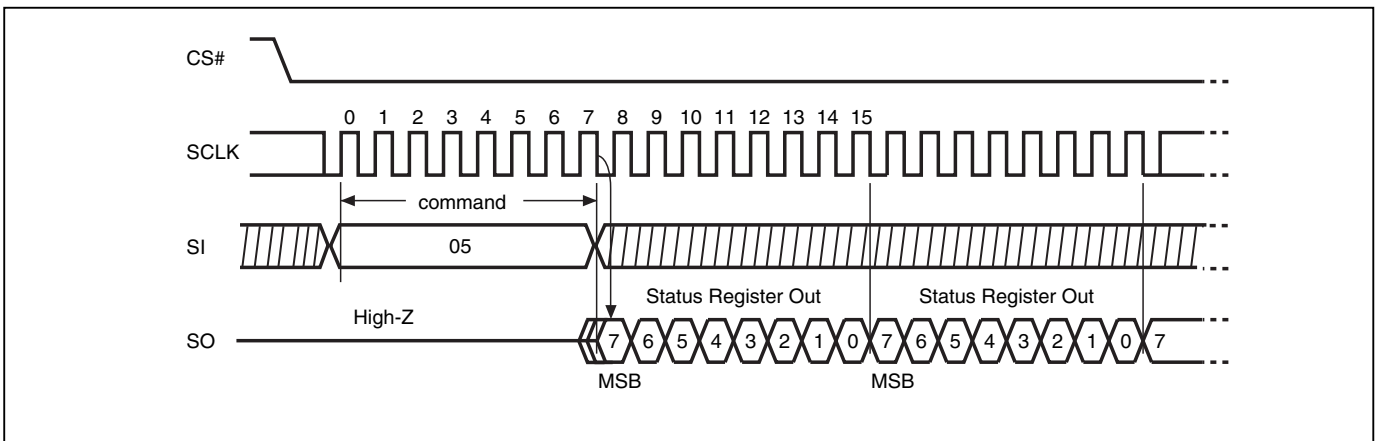 CS#
0 1 2 3 4 5 6 7 8 9 10 11 12 13 14 15
SCLK
command
SI
05
Status Register Out Status Register Out
High-Z
SO
7 6 5 4 3 2 1 0 7 6 5 4 3 2 1 0 7
MSB MSB